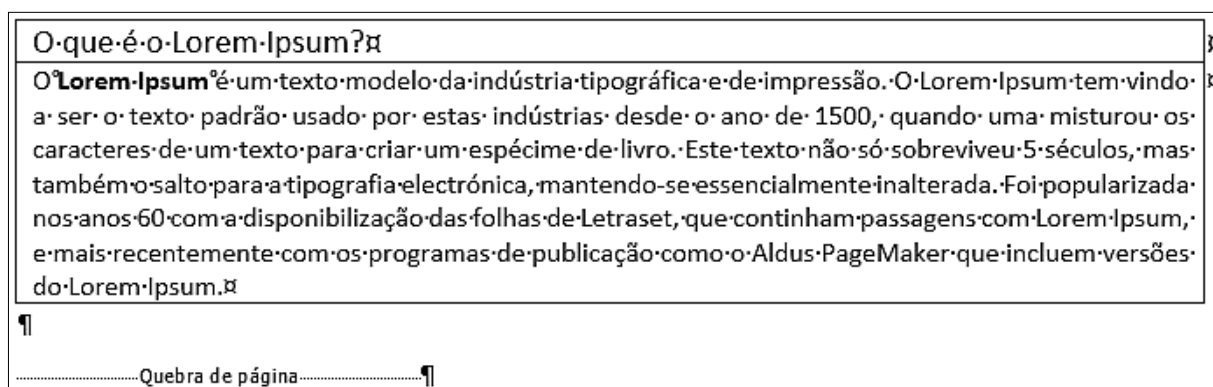 O que é o Lorem Ipsum?
O Lorem Ipsum é um texto modelo da indústria tipográfica e de impressão. O Lorem Ipsum tem vindo
a ser o texto padrão usado por estas indústrias desde o ano de 1500, quando uma misturou os
caracteres de um texto para criar um espécime de livro. Este texto não só sobreviveu 5 séculos, mas
também o salto para a tipografia electrónica, mantendo-se essencialmente inalterada. Foi popularizada
nos anos 60 com a disponibilização das folhas de Letraset, que continham passagens com Lorem Ipsum,
e mais recentemente com os programas de publicação como o Aldus PageMaker que incluem versões
do Lorem Ipsum.
¶
Quebra de página¶